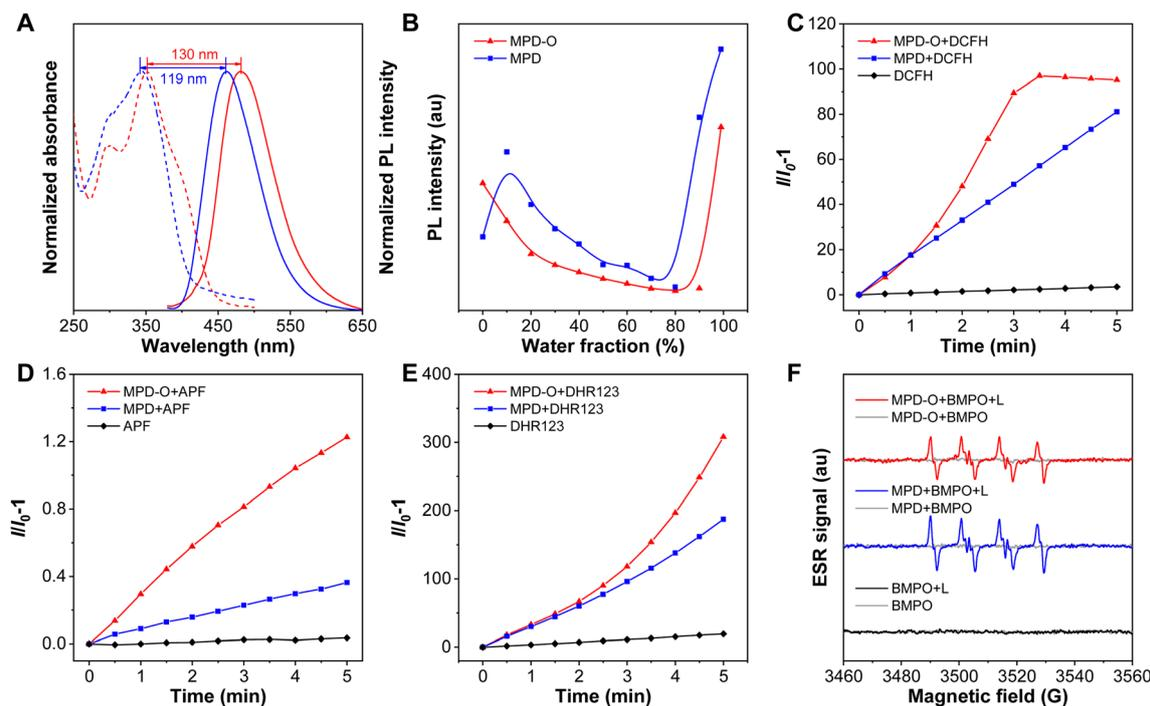 A
130 nm
119 nm
Normalized absorbance
Normalized PL intensity
250 350 450 550 650
Wavelength (nm)
B
MPD-O
MPD
PL intensity (au)
0 20 40 60 80 100
Water fraction (%)
C
120
100
80
60
40
20
0
MPD-O+DCFH
MPD+DCFH
DCFH
I/I0-1
0 1 2 3 4 5
Time (min)
D
1.6
1.2
0.8
0.4
0.0
MPD-O+APF
MPD+APF
APF
I/I0-1
0 1 2 3 4 5
Time (min)
E
400
300
200
100
0
MPD-O+DHR123
MPD+DHR123
DHR123
I/I0-1
0 1 2 3 4 5
Time (min)
F
MPD-O+BMPO+L
MPD-O+BMPO
MPD+BMPO+L
MPD+BMPO
BMPO+L
BMPO
ESR signal (au)
3460 3480 3500 3520 3540 3560
Magnetic field (G)